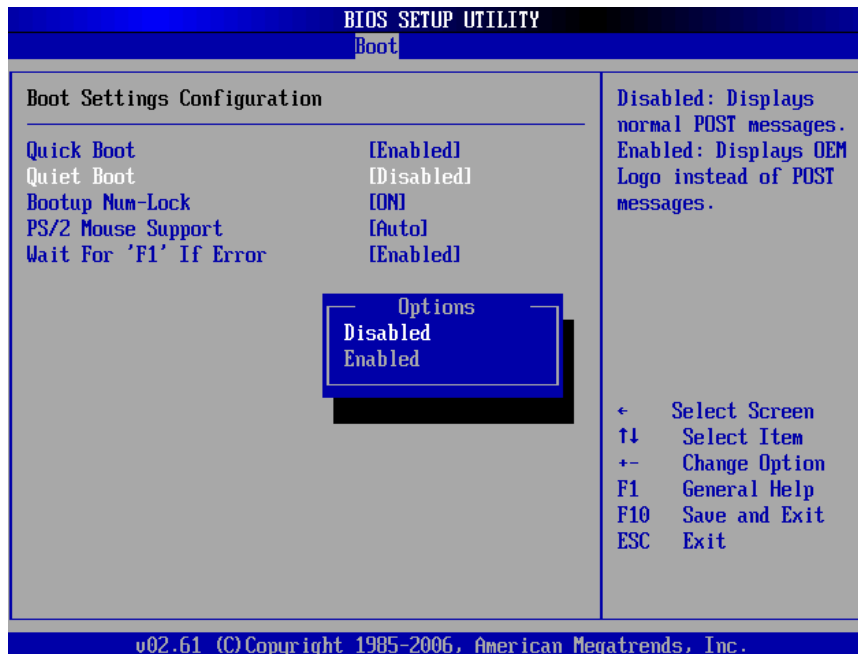 BIOS SETUP UTILITY
Boot
Boot Settings Configuration
Quick Boot [Enabled]
Quiet Boot [Disabled]
Bootup Num-Lock [ON]
PS/2 Mouse Support [Auto]
Wait For 'F1' If Error [Enabled]
Options
Disabled
Enabled
Disabled: Displays
normal POST messages.
Enabled: Displays OEM
Logo instead of POST
messages.
← Select Screen
↑↓ Select Item
+- Change Option
F1 General Help
F10 Save and Exit
ESC Exit
v02.61 (C)Copyright 1985-2006, American Megatrends, Inc.